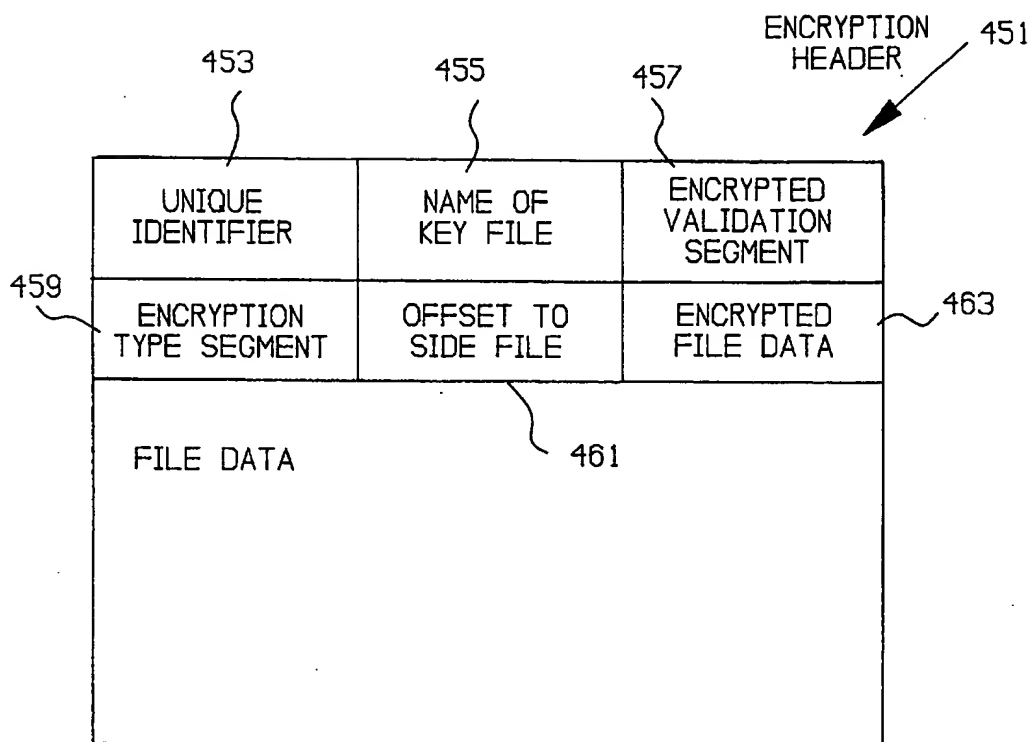 ENCRYPTION
HEADER
451
453
455
457
UNIQUE
IDENTIFIER
NAME OF
KEY FILE
ENCRYPTED
VALIDATION
SEGMENT
459
ENCRYPTION
TYPE SEGMENT
OFFSET TO
SIDE FILE
ENCRYPTED
FILE DATA
463
461
FILE DATA